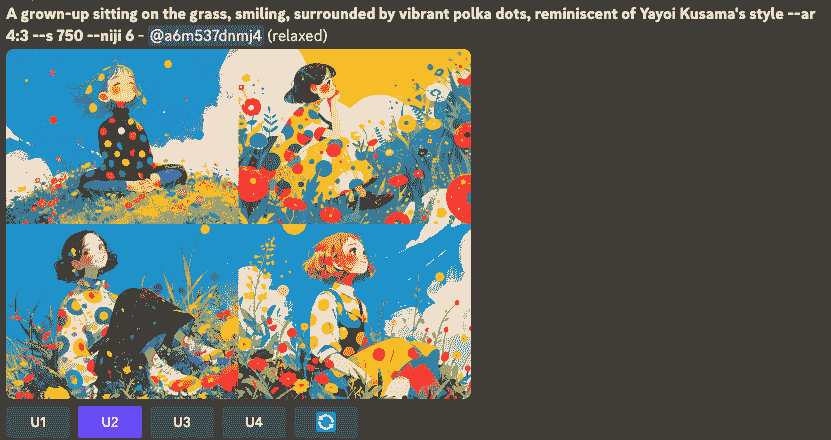 A grown-up sitting on the grass, smiling, surrounded by vibrant polka dots, reminiscent of Yayoi Kusama's style --ar
4:3 --s 750 --niji 6 - @a6m537dnmj4 (relaxed)
U1 U2 U3 U4